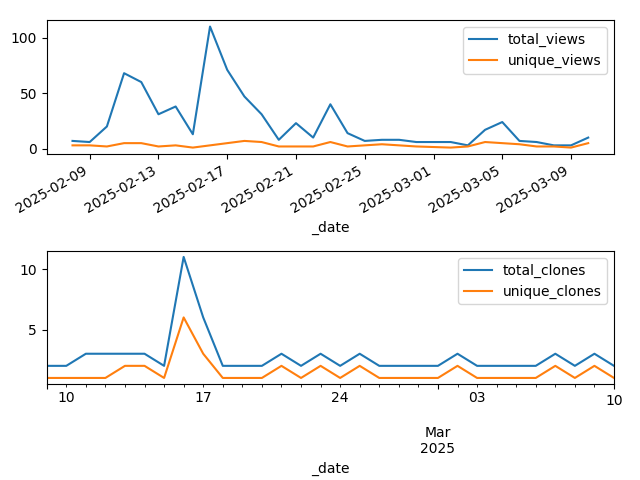 100
50
0
total_views
unique_views
2025-02-09
2025-02-13
2025-02-17
2025-02-21
2025-02-25
2025-03-01
2025-03-05
2025-03-09
_date
10
5
total_clones
unique_clones
10
17
24
03
10
Mar
2025
_date